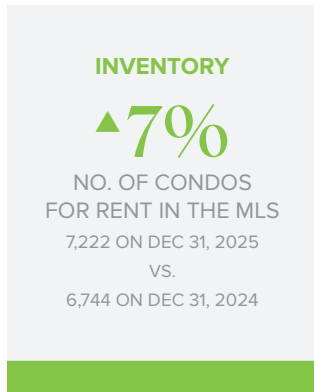 INVENTORY
▲7%
NO. OF CONDOS
FOR RENT IN THE MLS
7,222 ON DEC 31, 2025
VS.
6,744 ON DEC 31, 2024